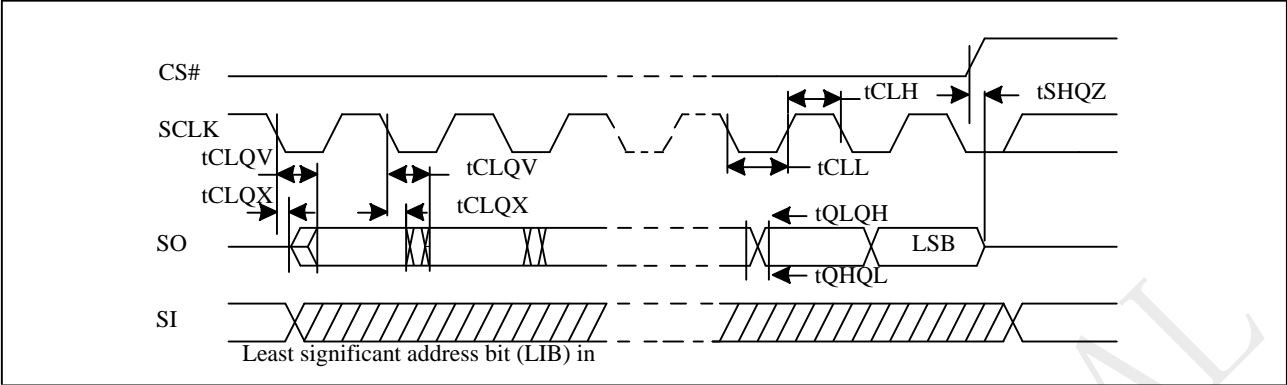 CS#
tCLH
tSHQZ
SCLK
tCLQV
tCLQV
tCLL
tCLQX
tCLQX
tQLQH
SO
LSB
tQHQL
SI
Least significant address bit (LIB) in
AL